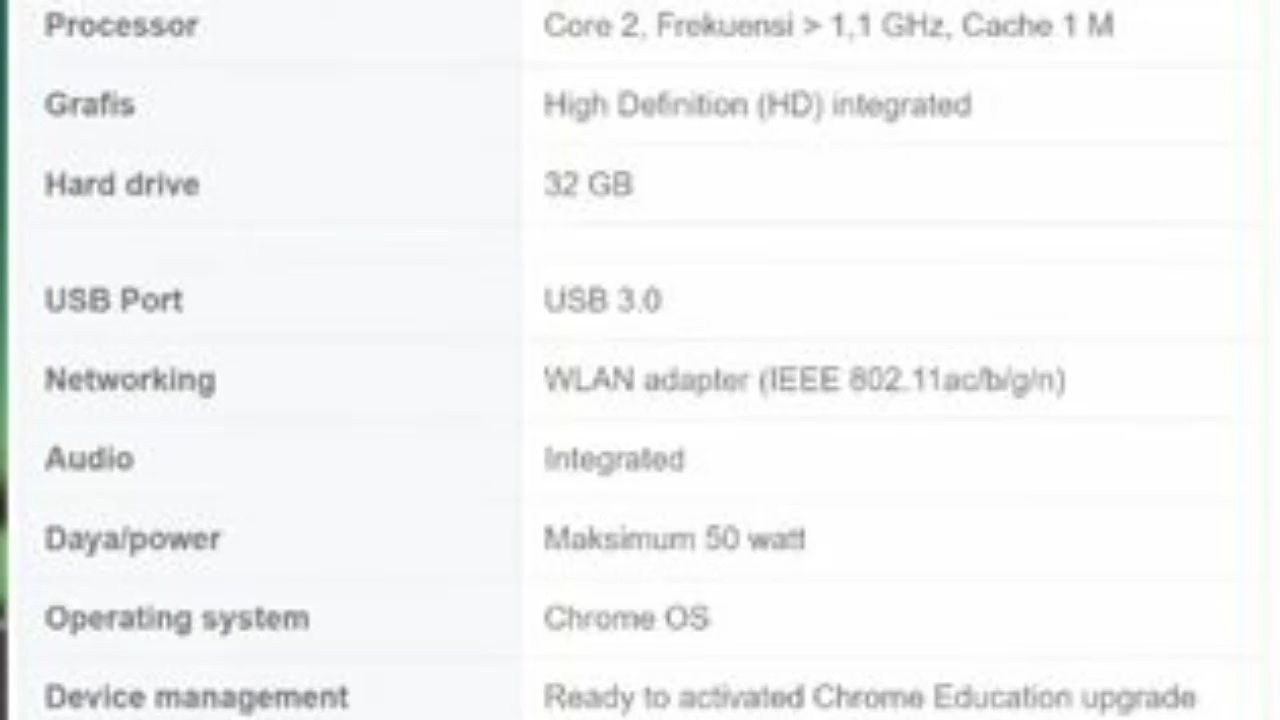 Processor Core 2, Frekuensi > 1,1 GHz, Cache 1 M
Grafis High Definition (HD) integrated
Hard drive 32 GB
USB Port USB 3.0
Networking WLAN adapter (IEEE 802.11ac/b/g/n)
Audio Integrated
Daya/power Maksimum 50 watt
Operating system Chrome OS
Device management Ready to activated Chrome Education upgrade